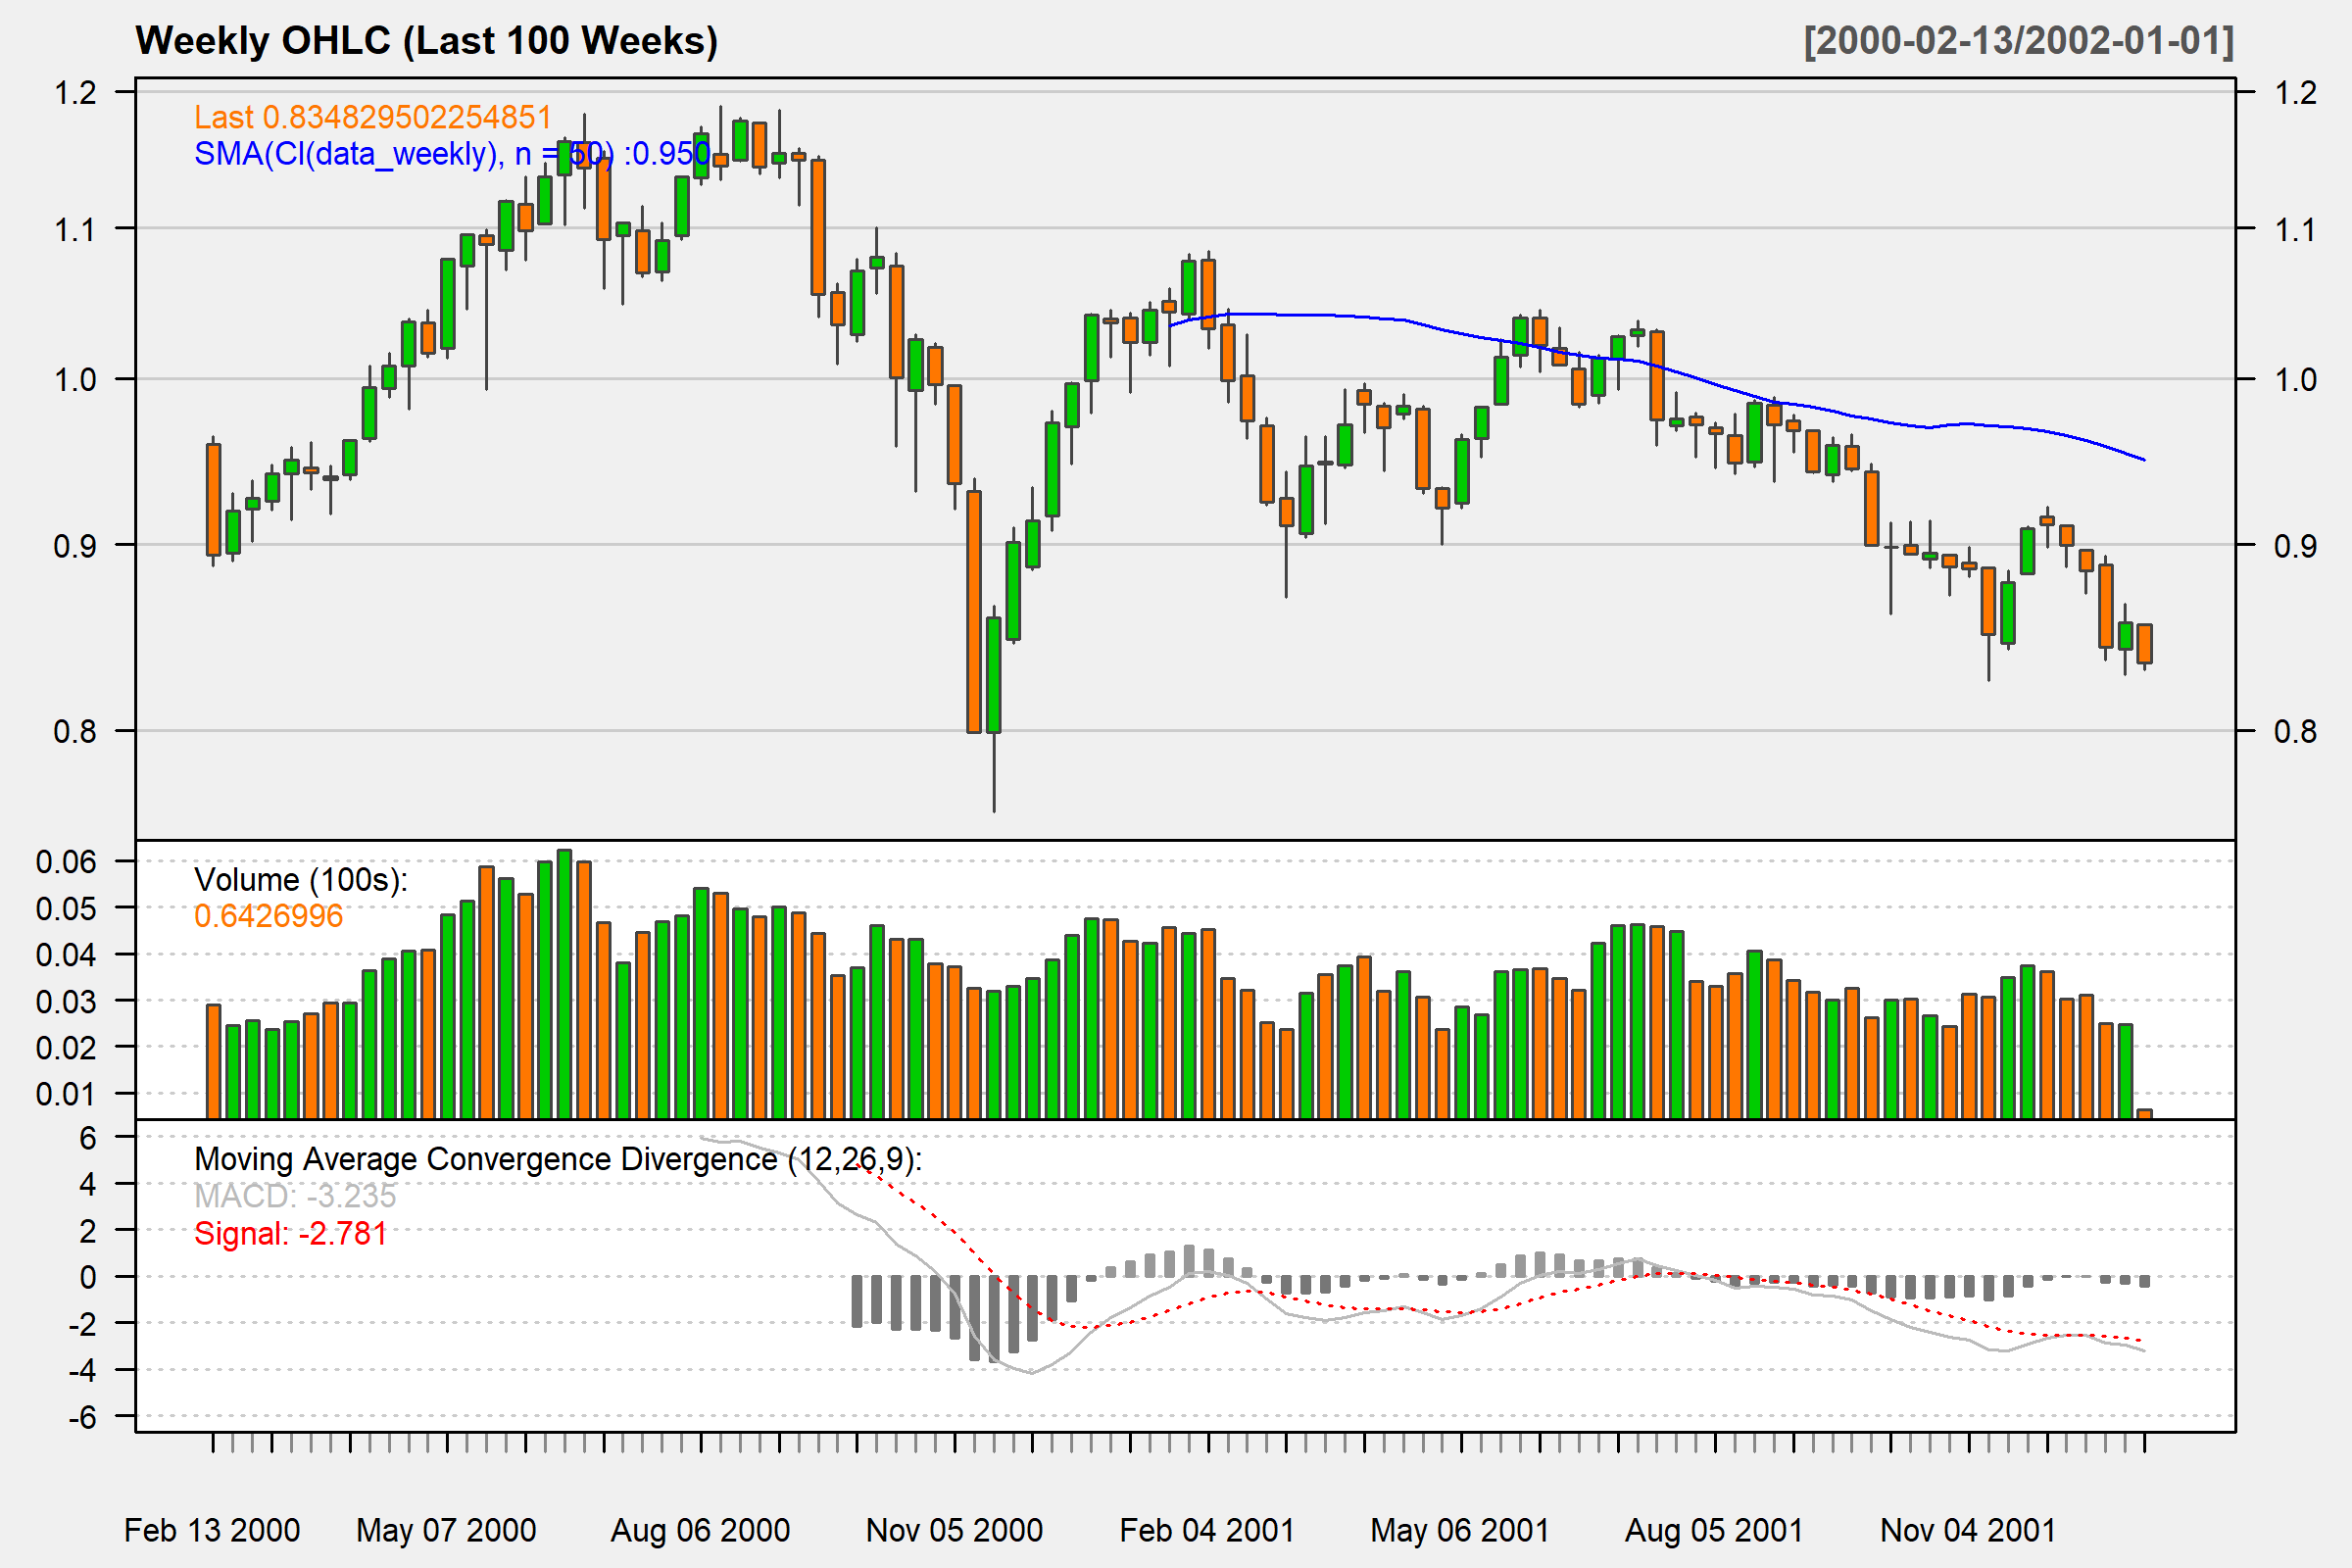 Weekly OHLC (Last 100 Weeks) [2000-02-13/2002-01-01]
1.2 1.2
Last 0.834829502254851
SMA(Cl(data_weekly), n = 50) :0.950
1.1 1.1
1.0 1.0
0.9 0.9
0.8 0.8
0.06
Volume (100s):
0.05
0.6426996
0.04
0.03
0.02
0.01
6
Moving Average Convergence Divergence (12,26,9):
4
MACD: -3.235
2
Signal: -2.781
0
-2
-4
-6
Feb 13 2000 May 07 2000 Aug 06 2000 Nov 05 2000 Feb 04 2001 May 06 2001 Aug 05 2001 Nov 04 2001